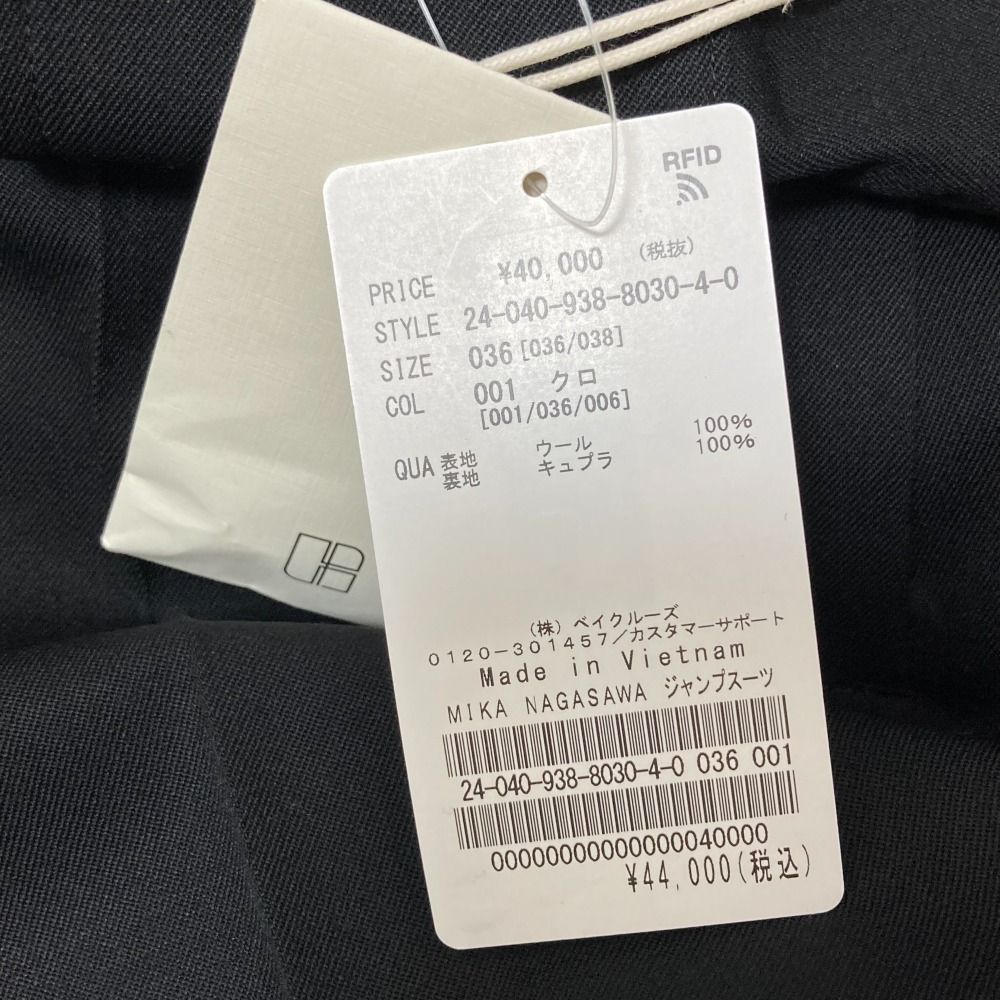 RFID
PRICE ¥40,000 (税抜)
STYLE 24-040-938-8030-4-0
SIZE 036 [036/038]
COL 001 クロ
[001/036/006]
QUA 表地 ウール 100%
裏地 キュプラ 100%
(株) ベイクルーズ
0120-301457/カスタマーサポート
Made in Vietnam
MIKA NAGASAWA ジャンプスーツ
24-040-938-8030-4-0 036 001
00000000000000040000
¥44,000(税込)